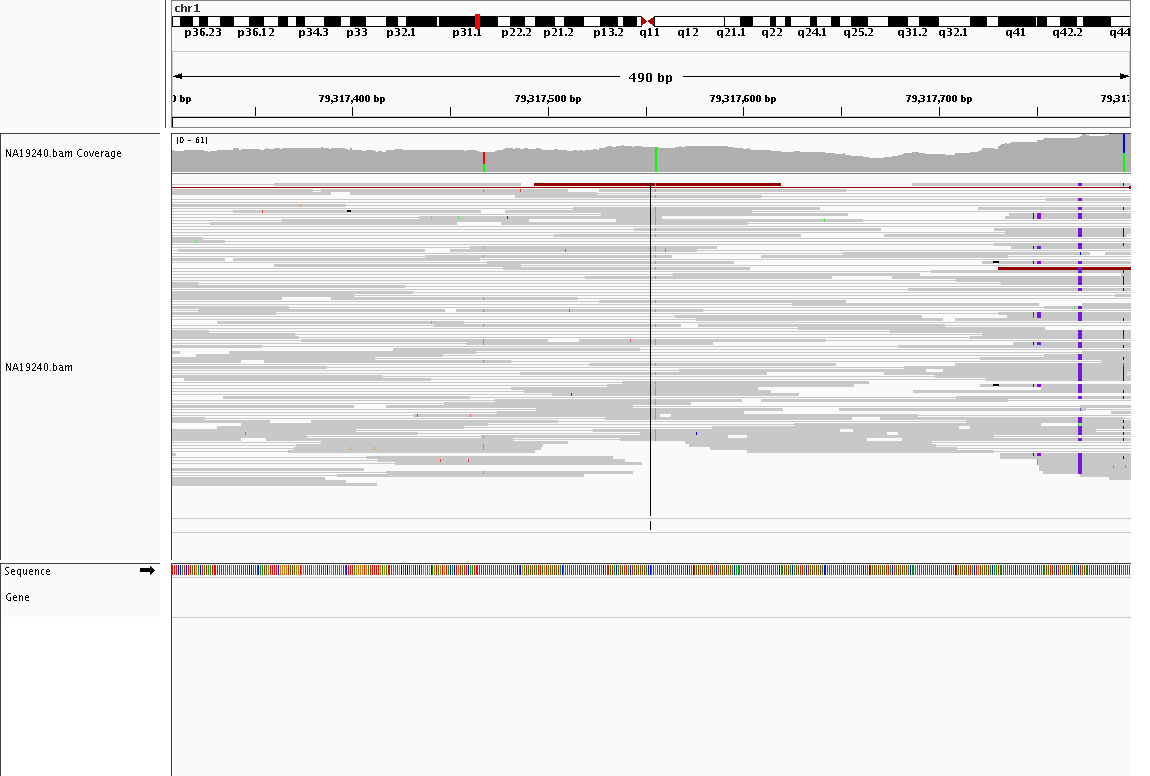 chr1
p36.23 p36.12 p34.3 p33 p32.1 p31.1 p22.2 p21.2 p13.2 q11 q12 q21.1 q22 q24.1 q25.2 q31.2 q32.1 q41 q42.2 q44
490 bp
0 bp 79,317,400 bp 79,317,500 bp 79,317,600 bp 79,317,700 bp 79,317
[0 - 61]
NA19240.bam Coverage
NA19240.bam
Sequence
Gene